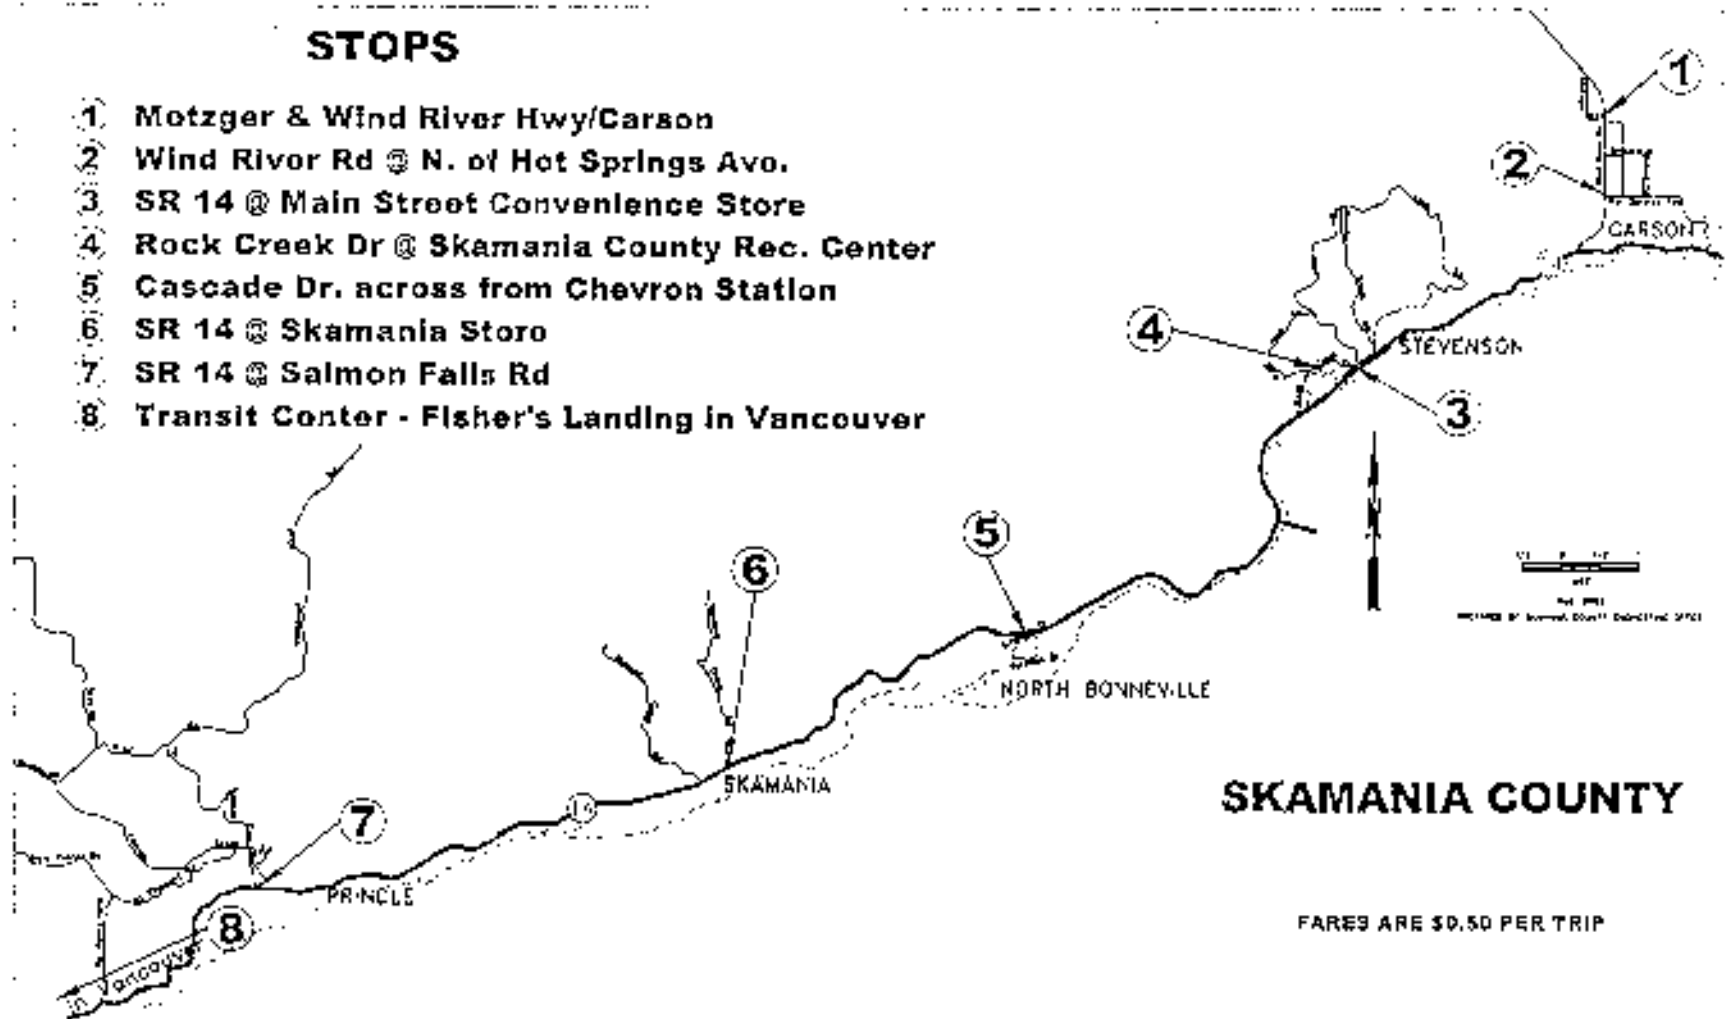 STOPS
1 Motzger & Wind River Hwy/Carson
2 Wind Rivor Rd @ N. of Hot Springs Avo.
3 SR 14 @ Main Street Convenience Store
4 Rock Creek Dr @ Skamania County Rec. Center
5 Cascade Dr. across from Chevron Station
6 SR 14 @ Skamania Storo
7 SR 14 @ Salmon Falls Rd
8 Transit Conter - Fisher's Landing in Vancouver
1
2
CARSON
4
STEVENSON
3
5
6
NORTH BONNEVILLE
SKAMANIA
SKAMANIA COUNTY
14
7
PRINDLE
8
in Vancouver
FARES ARE $0.50 PER TRIP